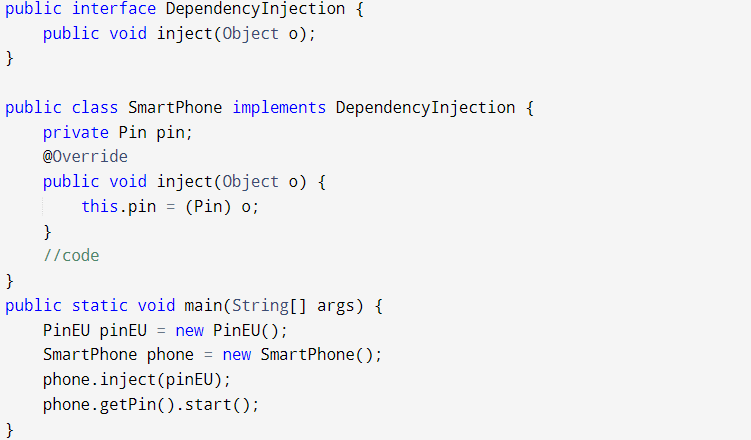 public interface DependencyInjection {
    public void inject(Object o);
}

public class SmartPhone implements DependencyInjection {
    private Pin pin;
    @Override
    public void inject(Object o) {
        this.pin = (Pin) o;
    }
    //code
}
public static void main(String[] args) {
    PinEU pinEU = new PinEU();
    SmartPhone phone = new SmartPhone();
    phone.inject(pinEU);
    phone.getPin().start();
}